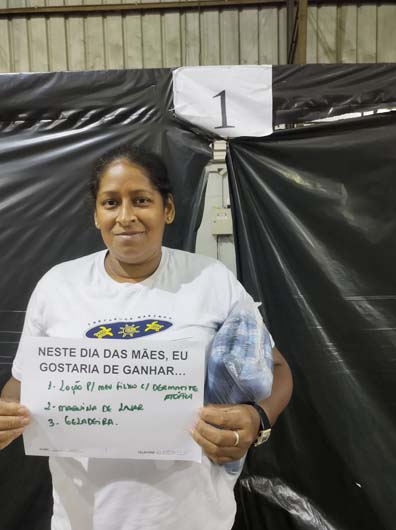 1
NESTE DIA DAS MÃES, EU
GOSTARIA DE GANHAR...
1- LOÇÃO P/ MEU FILHO C/ DERMATITE
ATÓPICA
2- MAQUINA DE LAVAR
3- GELADEIRA.